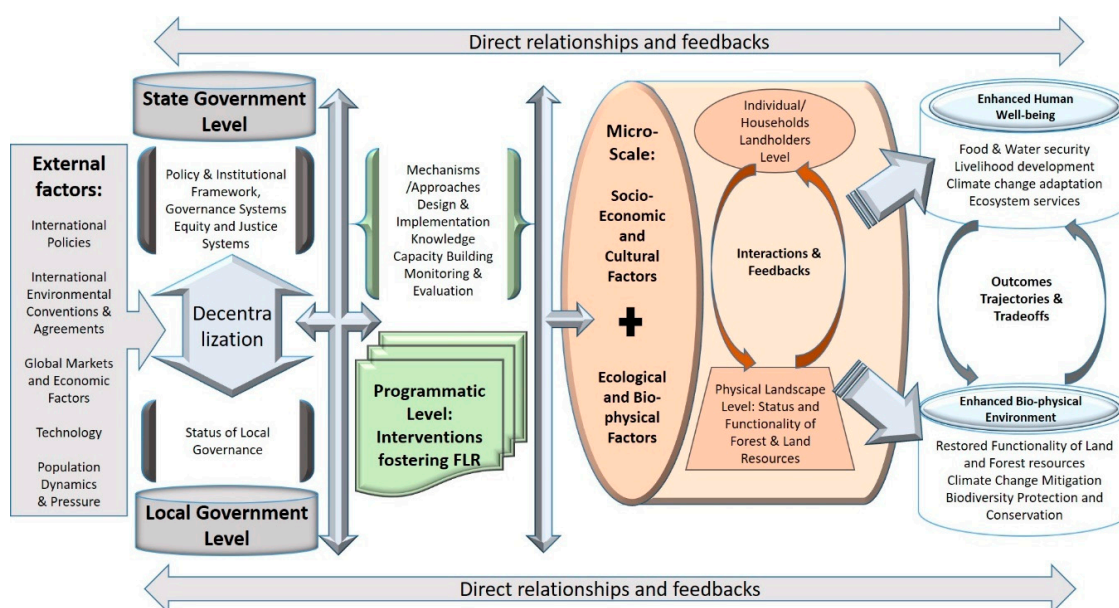 Direct relationships and feedbacks
External
factors:
International
Policies
International
Environmental
Conventions &
Agreements
Global Markets
and Economic
Factors
Technology
Population
Dynamics
& Pressure
State Government
Level
Policy & Institutional
Framework,
Governance Systems
Equity and Justice
Systems
Decentra
lization
Status of Local
Governance
Local Government
Level
Mechanisms
/Approaches
Design &
Implementation
Knowledge
Capacity Building
Monitoring &
Evaluation
Programmatic
Level:
Interventions
fostering FLR
Micro-
Scale:
Socio-
Economic
and
Cultural
Factors
+
Ecological
and Bio-
physical
Factors
Individual/
Households
Landholders
Level
Interactions &
Feedbacks
Physical Landscape
Level: Status and
Functionality of
Forest & Land
Resources
Enhanced Human
Well-being
Food & Water security
Livelihood development
Climate change adaptation
Ecosystem services
Outcomes
Trajectories &
Tradeoffs
Enhanced Bio-physical
Environment
Restored Functionality of Land
and Forest resources
Climate Change Mitigation
Biodiversity Protection and
Conservation
Direct relationships and feedbacks